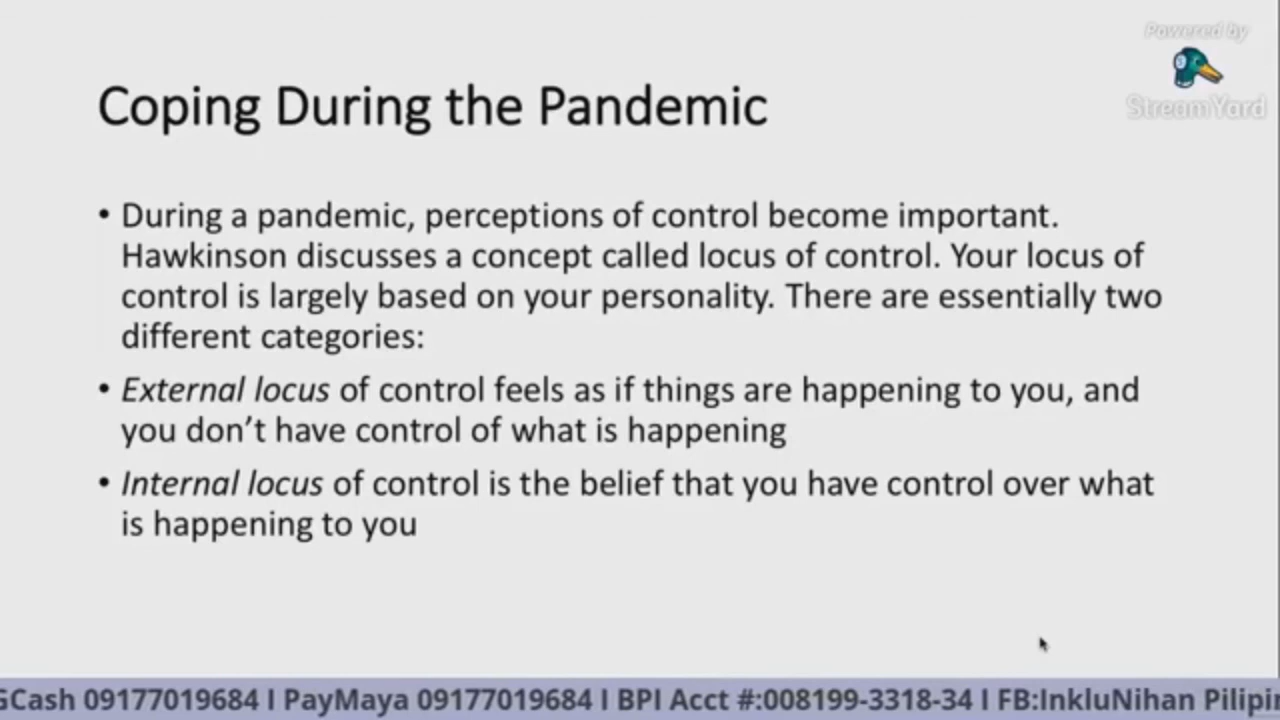 Powered by
StreamYard
Coping During the Pandemic
• During a pandemic, perceptions of control become important.
Hawkinson discusses a concept called locus of control. Your locus of
control is largely based on your personality. There are essentially two
different categories:
• External locus of control feels as if things are happening to you, and
you don’t have control of what is happening
• Internal locus of control is the belief that you have control over what
is happening to you
GCash 09177019684 I PayMaya 09177019684 I BPI Acct #:008199-3318-34 I FB:InkluNihan